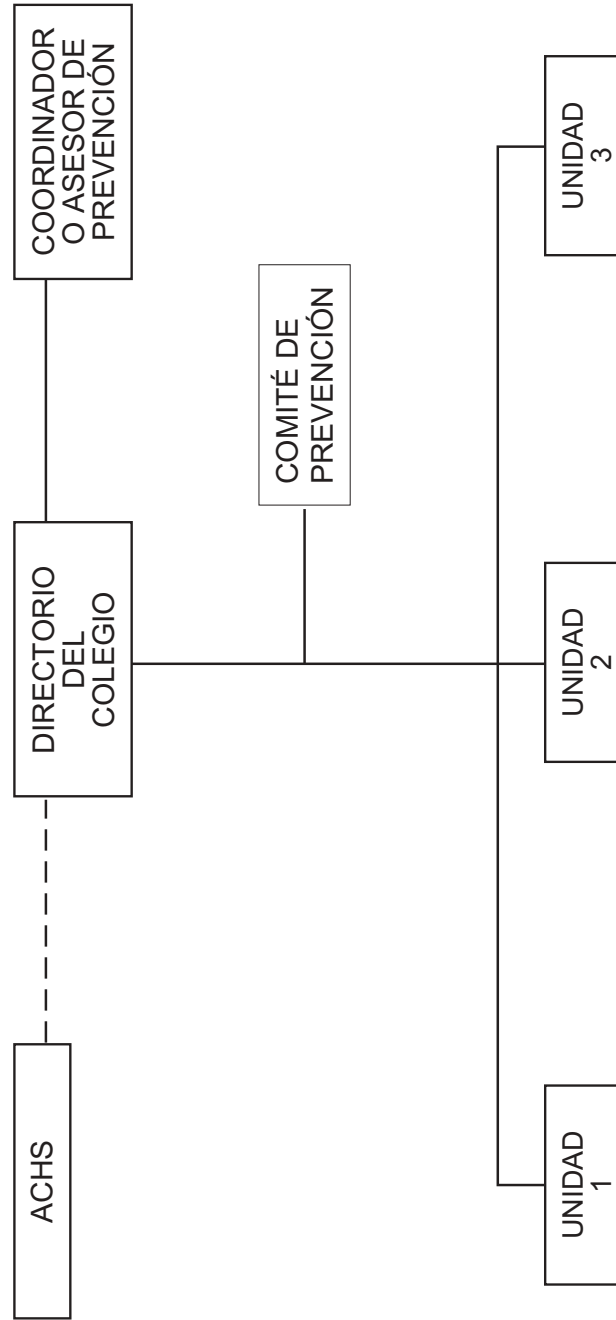 ACHS
DIRECTORIO
DEL
COLEGIO
COORDINADOR
O ASESOR DE
PREVENCIÓN
COMITÉ DE
PREVENCIÓN
UNIDAD
1
UNIDAD
2
UNIDAD
3